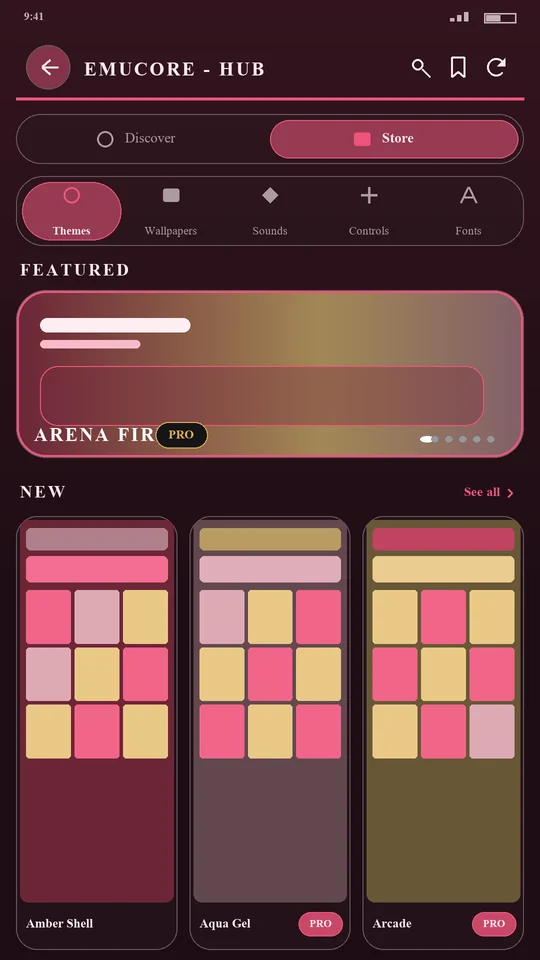 9:41
EMUCORE - HUB
Discover
Store
Themes
Wallpapers
Sounds
Controls
Fonts
FEATURED
ARENA FIR
PRO
NEW
See all
Amber Shell
Aqua Gel
PRO
Arcade
PRO